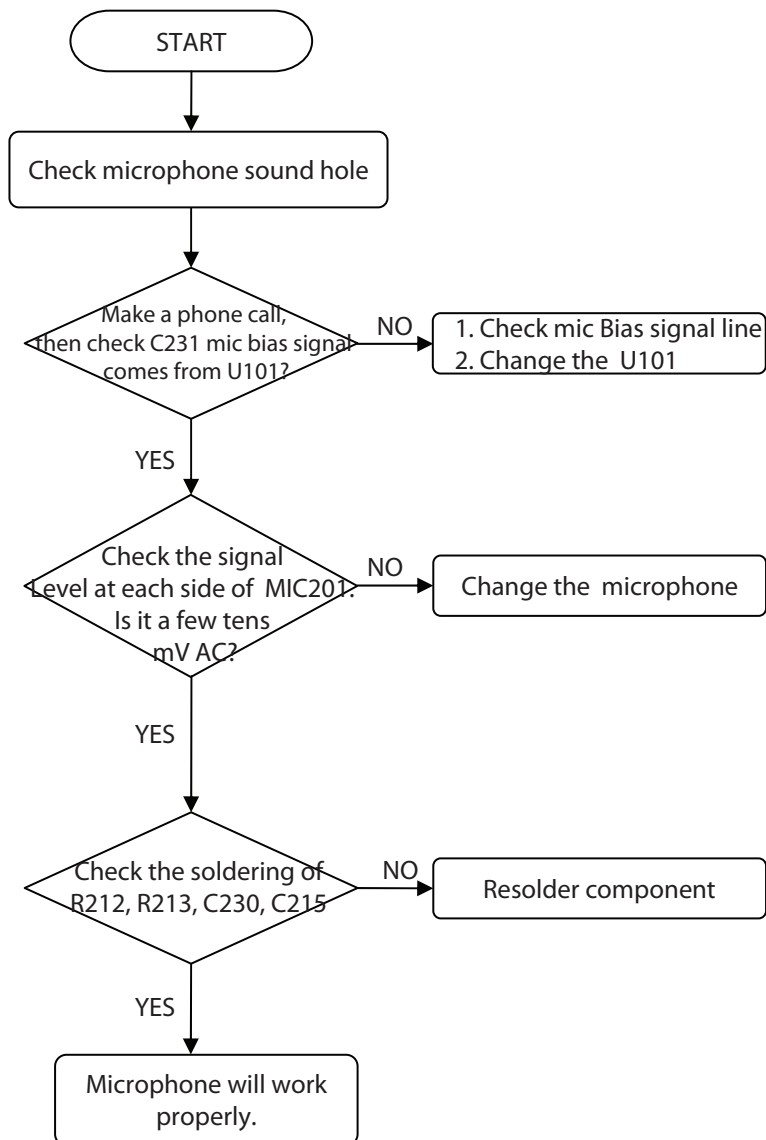 START
Check microphone sound hole
Make a phone call,
then check C231 mic bias signal
comes from U101?
NO
1. Check mic Bias signal line
2. Change the U101
YES
Check the signal
Level at each side of MIC201.
Is it a few tens
mV AC?
NO
Change the microphone
YES
Check the soldering of
R212, R213, C230, C215
NO
Resolder component
YES
Microphone will work
properly.